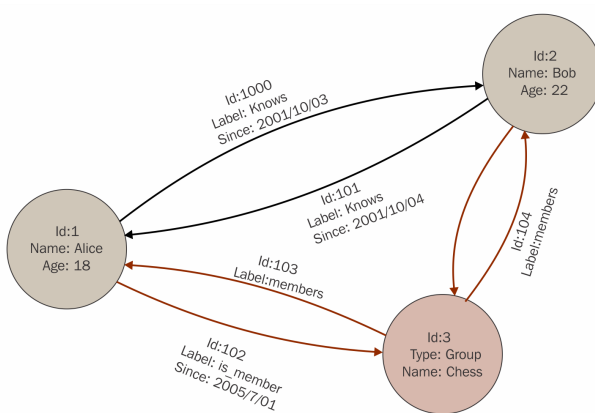 Id:2
Name: Bob
Age: 22
Id:1000
Label: Knows
Since: 2001/10/03
Id:101
Label: Knows
Since: 2001/10/04
Id:104
Label:members
Id:1
Name: Alice
Age: 18
Id:103
Label:members
Id:102
Label: is_member
Since: 2005/7/01
Id:3
Type: Group
Name: Chess